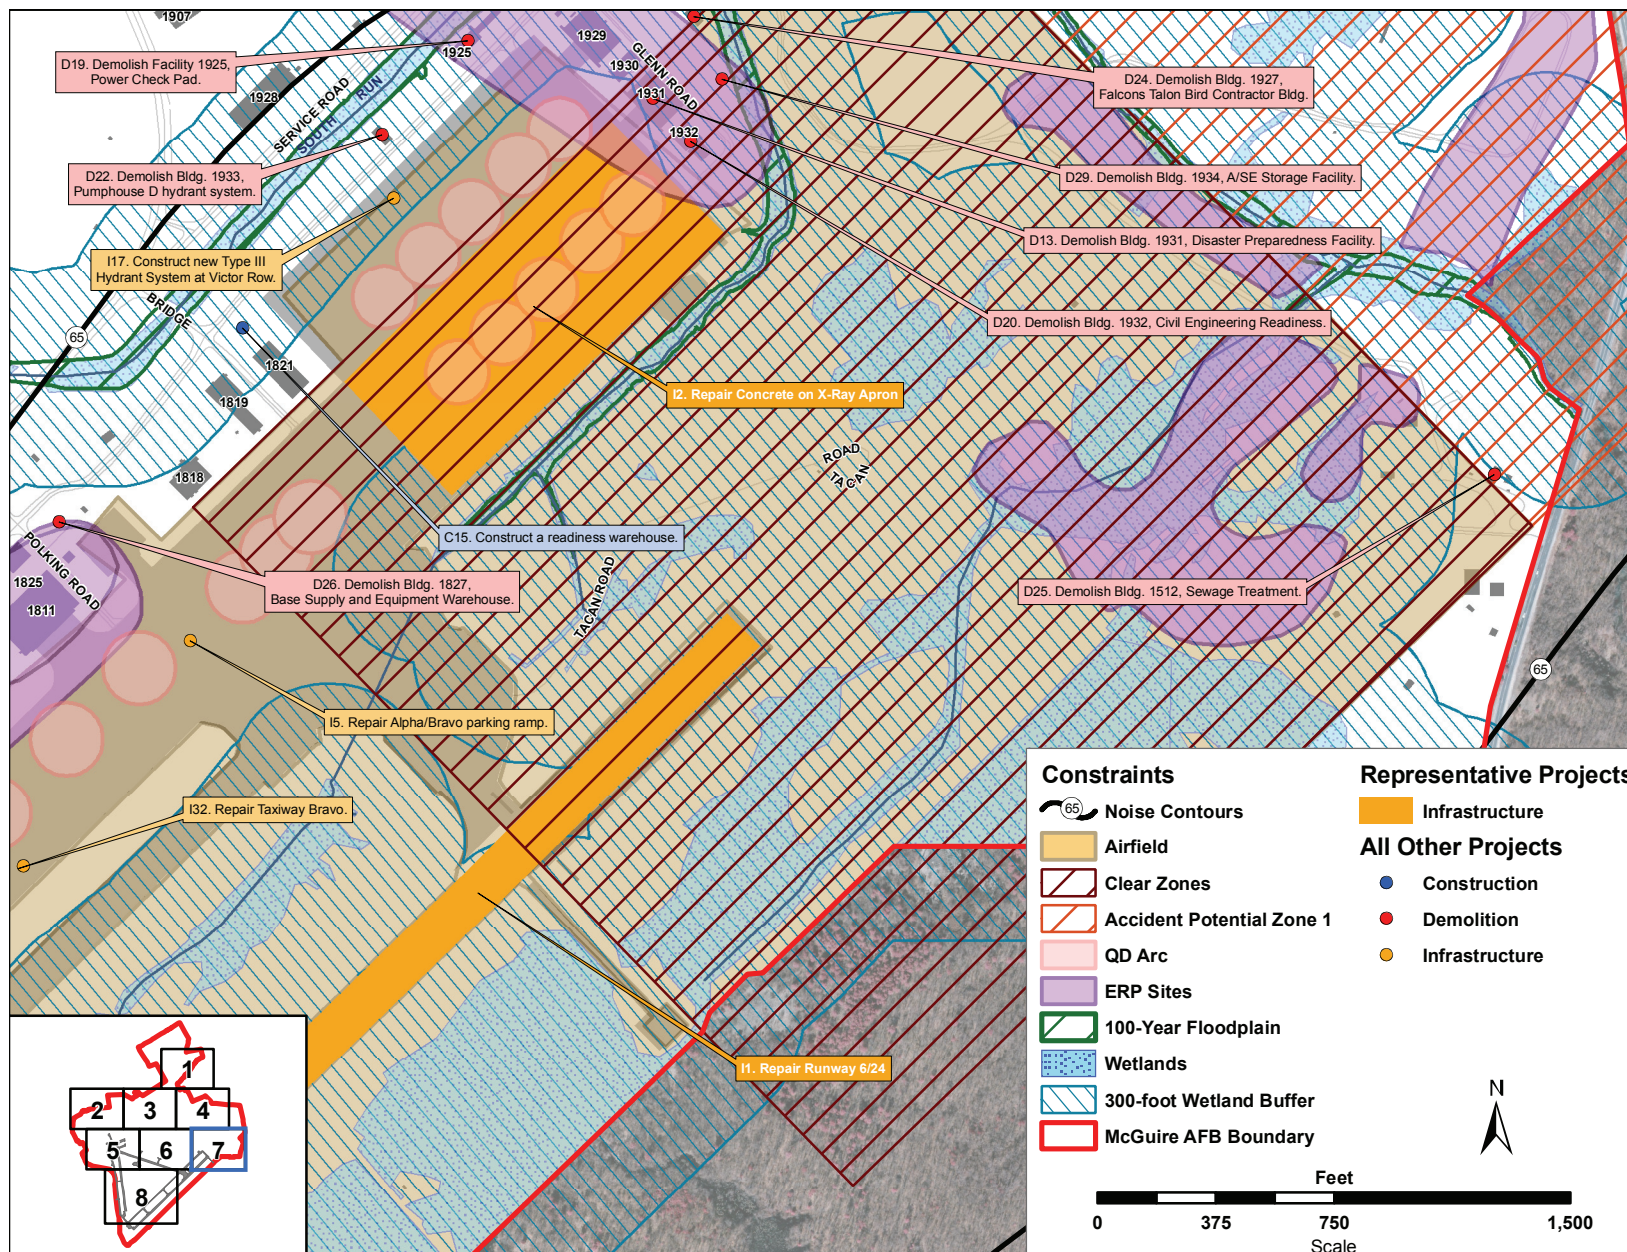 1907
D19. Demolish Facility 1925,
Power Check Pad.
1925
1929
1930
GLENN ROAD
1931
1932
D24. Demolish Bldg. 1927,
Falcons Talon Bird Contractor Bldg.
1928
SERVICE ROAD
SOUTH RUN
D22. Demolish Bldg. 1933,
Pumphouse D hydrant system.
D29. Demolish Bldg. 1934, A/SE Storage Facility.
D13. Demolish Bldg. 1931, Disaster Preparedness Facility.
I17. Construct new Type III
Hydrant System at Victor Row.
BRIDGE
65
D20. Demolish Bldg. 1932, Civil Engineering Readiness.
1821
1819
I2. Repair Concrete on X-Ray Apron
1818
ROAD
TACAN
C15. Construct a readiness warehouse.
POLKING ROAD
1825
1811
D26. Demolish Bldg. 1827,
Base Supply and Equipment Warehouse.
TACAN ROAD
D25. Demolish Bldg. 1512, Sewage Treatment.
65
I5. Repair Alpha/Bravo parking ramp.
I32. Repair Taxiway Bravo.
I1. Repair Runway 6/24
Constraints
65
Noise Contours
Airfield
Clear Zones
Accident Potential Zone 1
QD Arc
ERP Sites
100-Year Floodplain
Wetlands
300-foot Wetland Buffer
McGuire AFB Boundary
Representative Projects
Infrastructure
All Other Projects
Construction
Demolition
Infrastructure
N
Feet
0 375 750 1,500
Scale
1
2 3 4
5 6 7
8